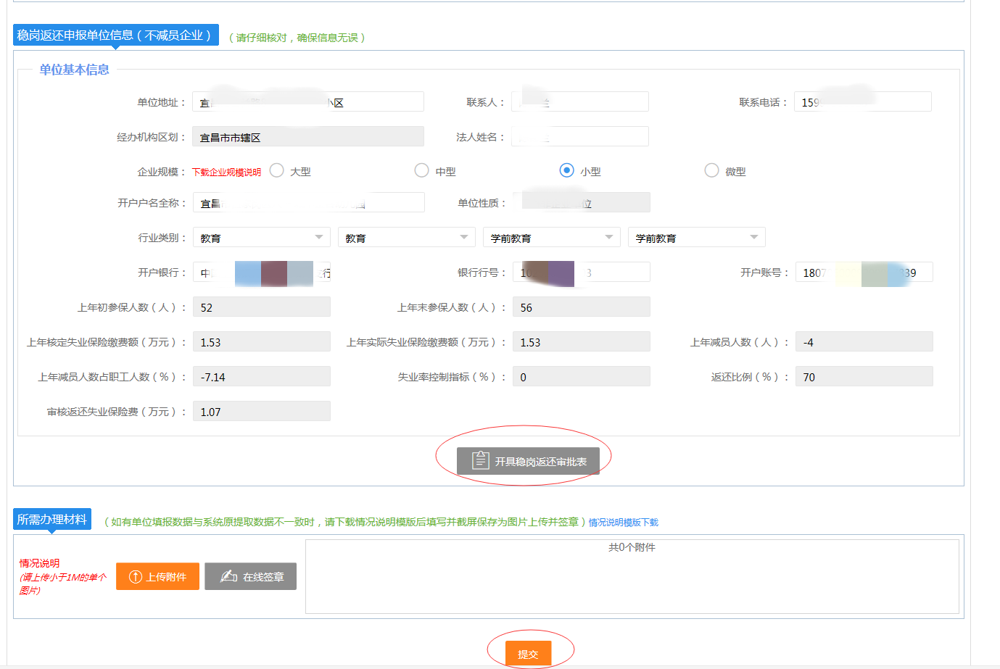 稳岗返还申报单位信息（不减员企业）
（请仔细核对，确保信息无误）
单位基本信息
单位地址： 宜 小区 联系人： 联系电话： 159
经办机构区划： 宜昌市市辖区 法人姓名：
企业规模： 下载企业规模说明 大型 中型 小型 微型
开户户名全称： 宜昌 单位性质： 位
行业类别： 教育 教育 学前教育 学前教育
开户银行： 中 行 银行行号： 10 3 开户账号： 1807 39
上年初参保人数（人）： 52 上年末参保人数（人）： 56
上年核定失业保险缴费额（万元）： 1.53 上年实际失业保险缴费额（万元）： 1.53 上年减员人数（人）： -4
上年减员人数占职工人数（%）： -7.14 失业率控制指标（%）： 0 返还比例（%）： 70
审核返还失业保险费（万元）： 1.07
开具稳岗返还审批表
所需办理材料
（如有单位填报数据与系统原提取数据不一致时，请下载情况说明模版后填写并截屏保存为图片上传并签章）情况说明模版下载
共0个附件
情况说明
(请上传小于1M的单个
图片)
上传附件 在线签章
提交